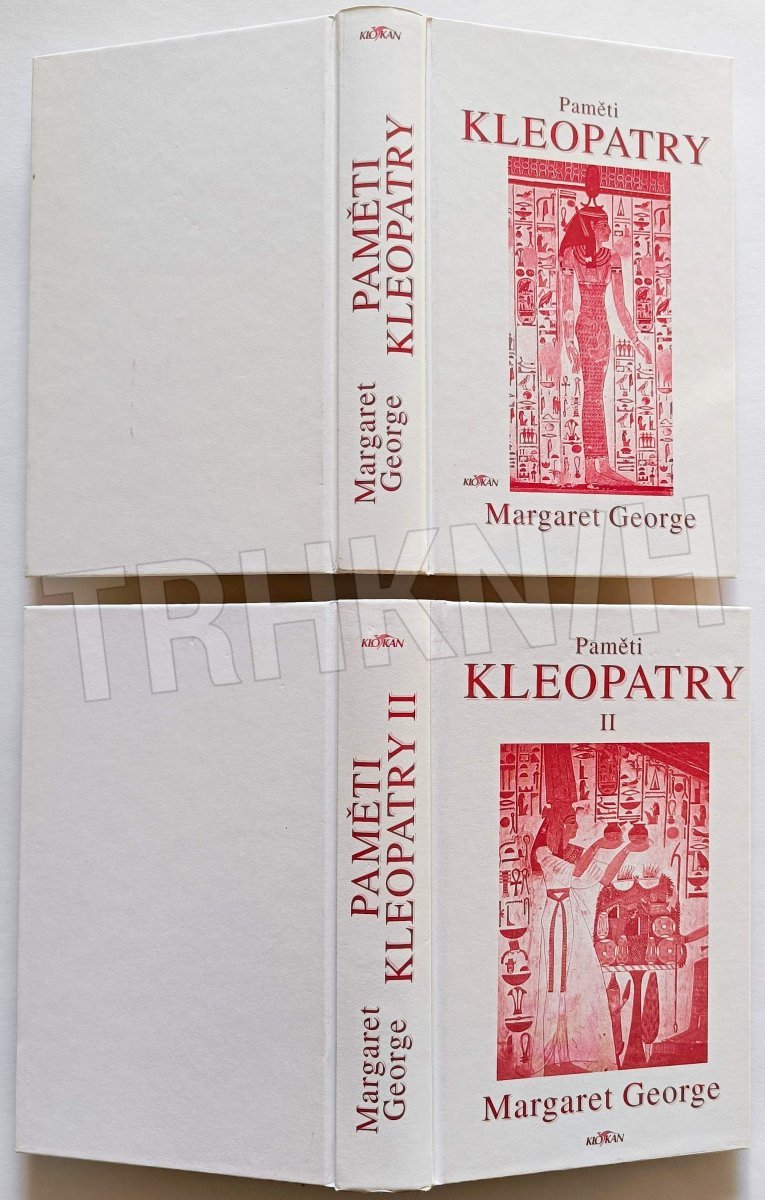 KLOKAN
PAMĚTI
KLEOPATRY
Margaret
George
Paměti
KLEOPATRY
KLOKAN
Margaret George
TRHKNIH
KLOKAN
PAMĚTI
KLEOPATRY II
Margaret
George
Paměti
KLEOPATRY
II
Margaret George
KLOKAN